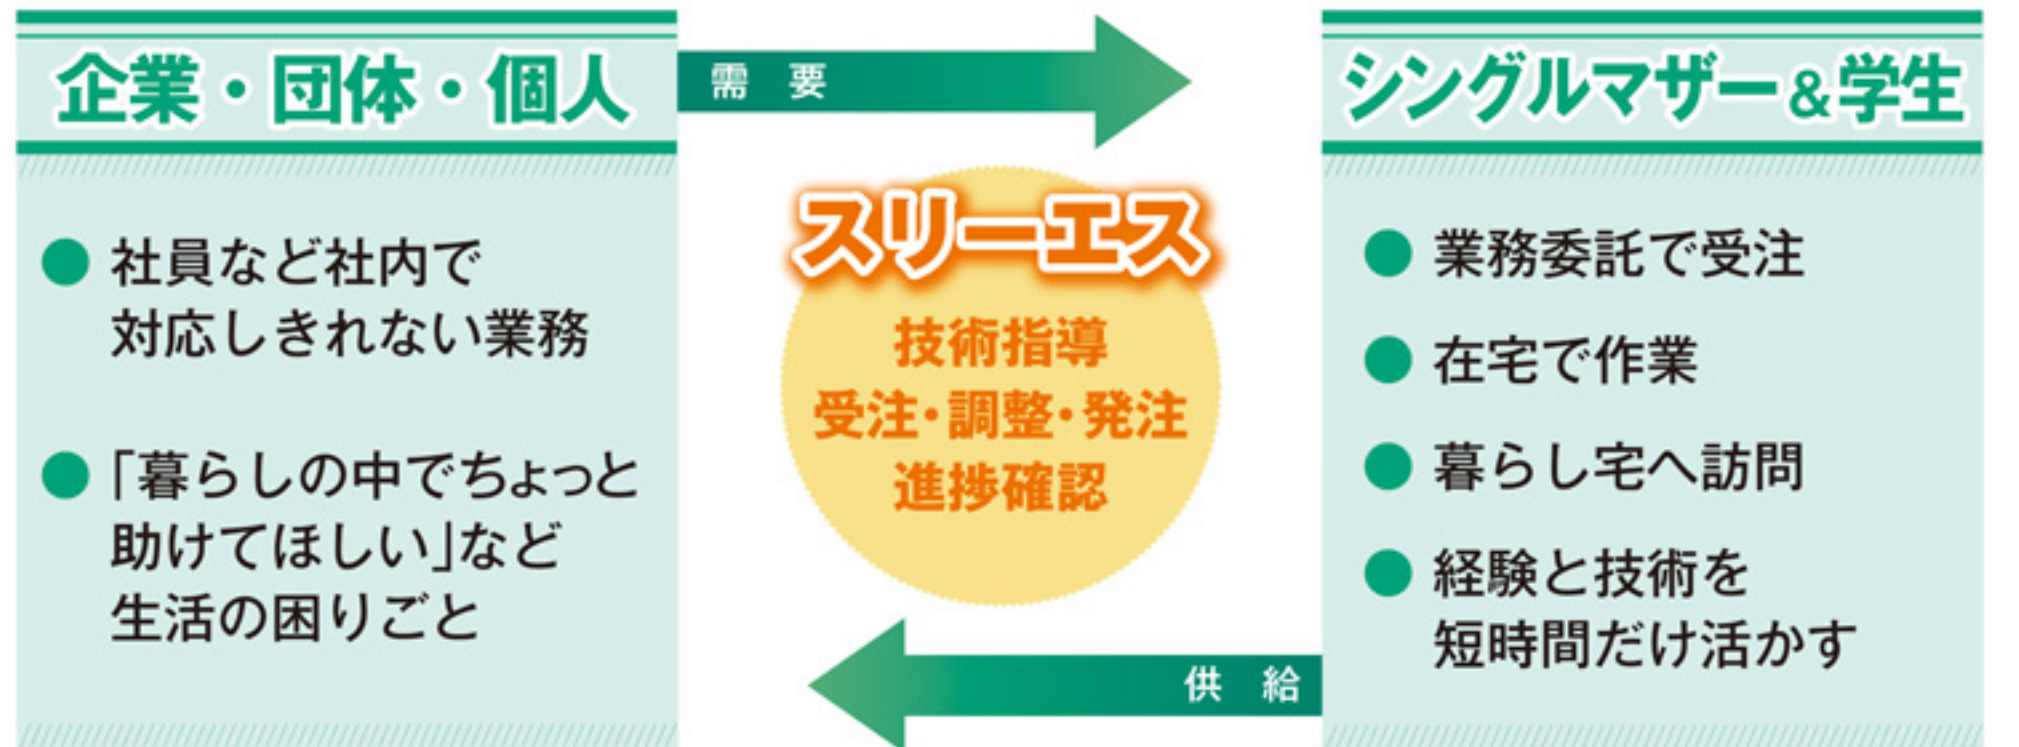 企業・団体・個人
●社員など社内で
対応しきれない業務
●「暮らしの中でちょっと
助けてほしい」など
生活の困りごと
需 要
スリーエス
技術指導
受注・調整・発注
進捗確認
供 給
シングルマザー&学生
●業務委託で受注
●在宅で作業
●暮らし宅へ訪問
●経験と技術を
短時間だけ活かす